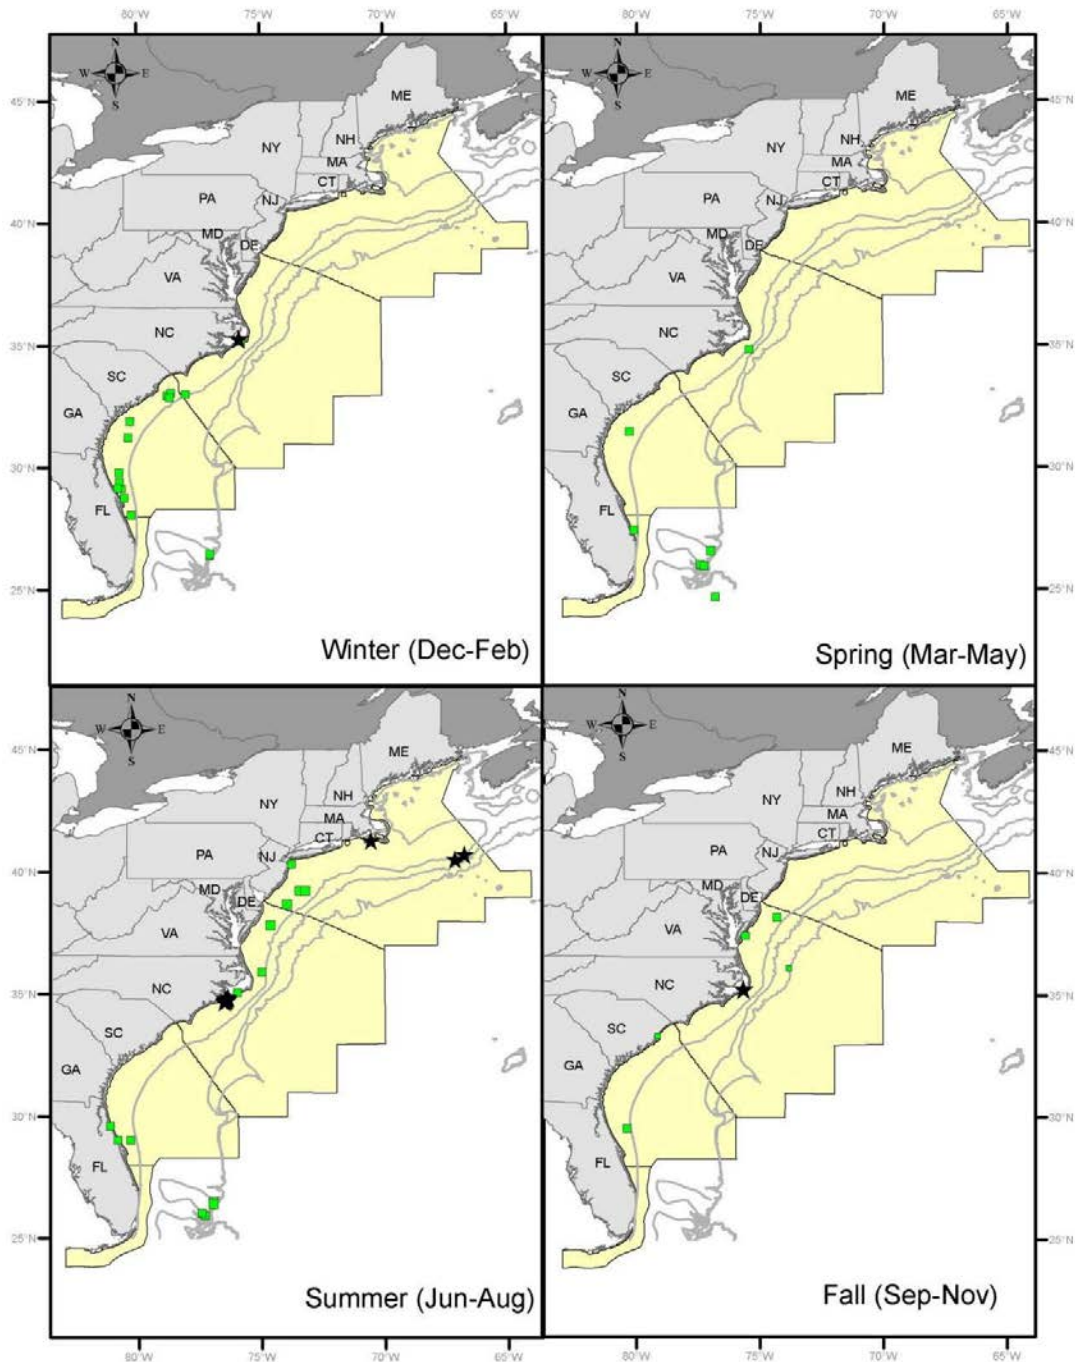 80°W 75°W 70°W 65°W 80°W 75°W 70°W 65°W
N
W E
S
45°N
40°N
35°N
30°N
25°N
ME
NH
NY
MA
CT
PA
NJ
MD
DE
VA
NC
SC
GA
FL
Winter (Dec-Feb)
N
W E
S
45°N
40°N
35°N
30°N
25°N
ME
NH
NY
MA
CT
PA
NJ
MD
DE
VA
NC
SC
GA
FL
Spring (Mar-May)
N
W E
S
45°N
40°N
35°N
30°N
25°N
ME
NH
NY
MA
CT
PA
NJ
MD
DE
VA
NC
SC
GA
FL
Summer (Jun-Aug)
N
W E
S
45°N
40°N
35°N
30°N
25°N
ME
NH
NY
MA
CT
PA
NJ
MD
DE
VA
NC
SC
GA
FL
Fall (Sep-Nov)
80°W 75°W 70°W 65°W 80°W 75°W 70°W 65°W